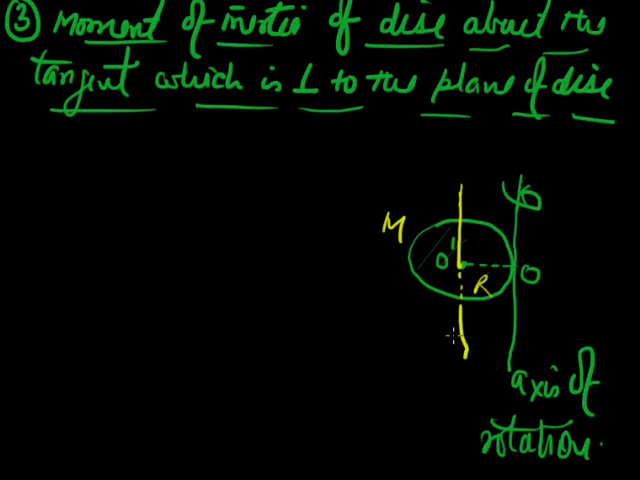 ③ Moment of inertia of disc about the
tangent which is ⊥ to the plane of disc
M
O'
O
R
axis of
rotation.